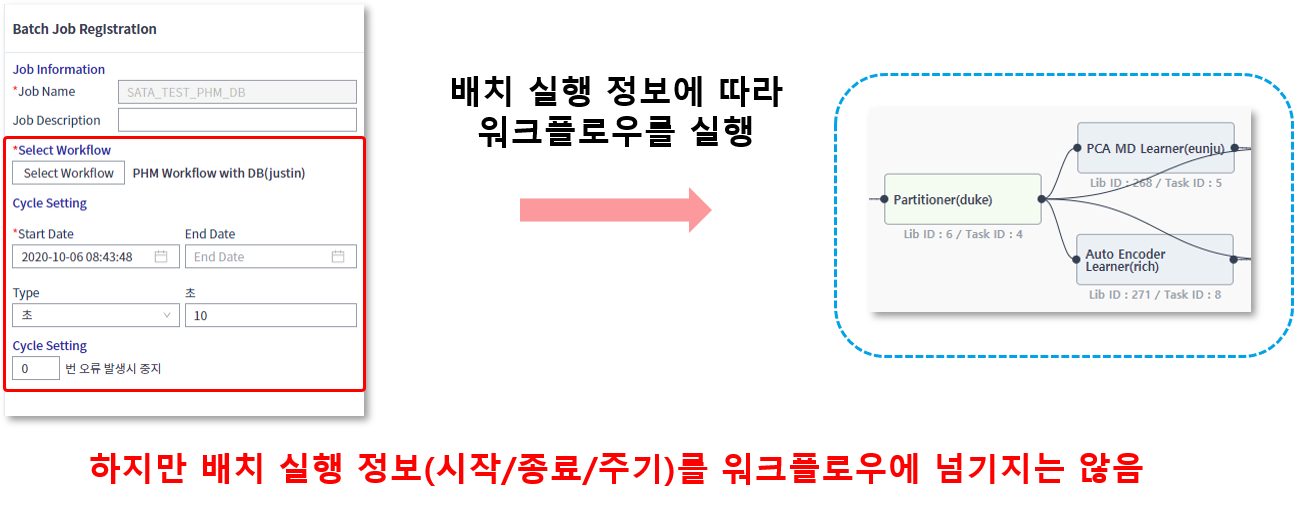 Batch Job Registration
Job Information
*Job Name SATA_TEST_PHM_DB
Job Description
*Select Workflow
Select Workflow PHM Workflow with DB(justin)
Cycle Setting
*Start Date End Date
2020-10-06 08:43:48 End Date
Type 초
초 10
Cycle Setting
0 번 오류 발생시 중지
배치 실행 정보에 따라
워크플로우를 실행
PCA MD Learner(eunju)
Lib ID : 268 / Task ID : 5
Partitioner(duke)
Lib ID : 6 / Task ID : 4
Auto Encoder
Learner(rich)
Lib ID : 271 / Task ID : 8
하지만 배치 실행 정보(시작/종료/주기)를 워크플로우에 넘기지는 않음